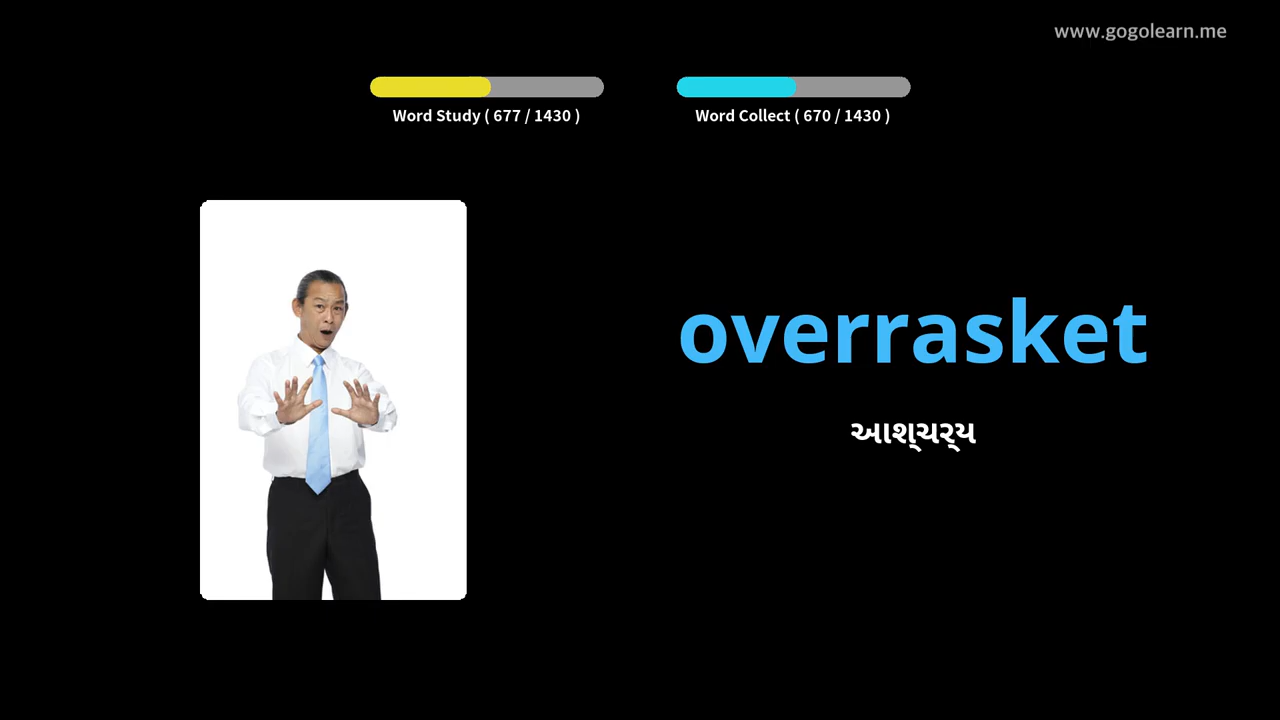 www.gogolearn.me
Word Study ( 677 / 1430 )
Word Collect ( 670 / 1430 )
overrasket
આશ્ચર્ય